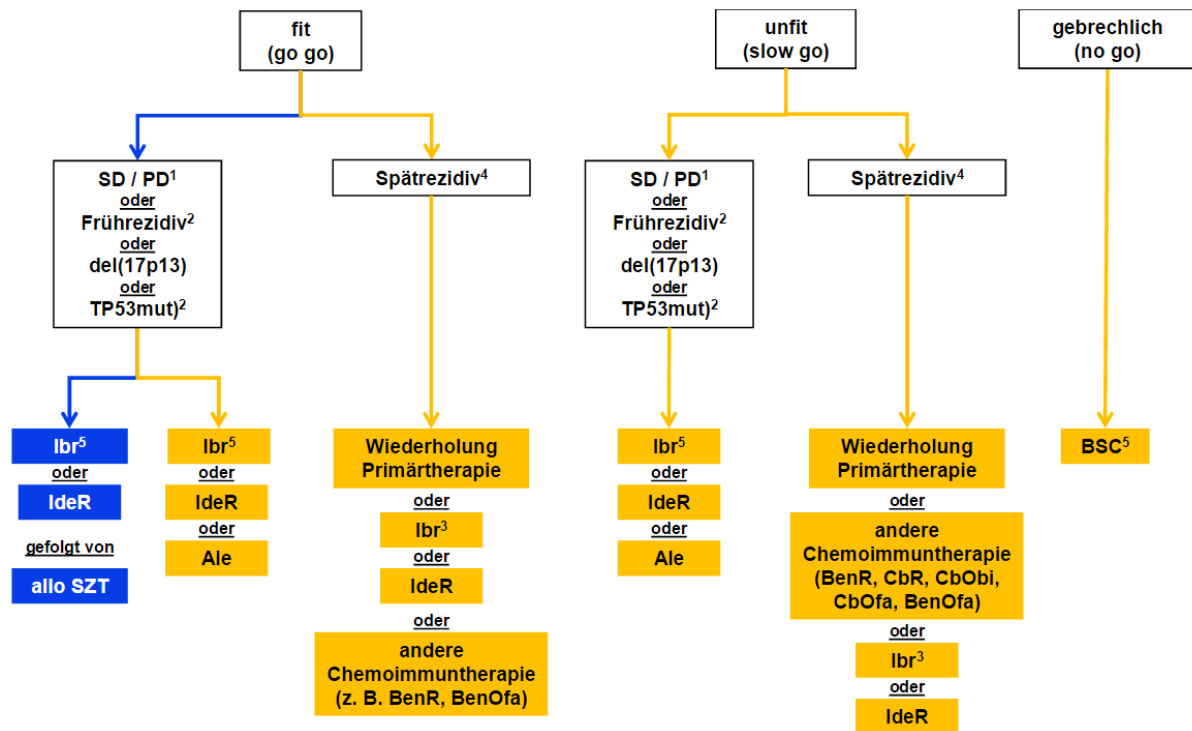 fit
(go go)
unfit
(slow go)
gebrechlich
(no go)
SD / PD¹
oder
Frührezidiv²
oder
del(17p13)
oder
TP53mut)²
Spätrezidiv⁴
SD / PD¹
oder
Frührezidiv²
oder
del(17p13)
oder
TP53mut)²
Spätrezidiv⁴
Ibr⁵
oder
IdeR
gefolgt von
allo SZT
Ibr⁵
oder
IdeR
oder
Ale
Wiederholung
Primärtherapie
oder
Ibr³
oder
IdeR
oder
andere
Chemoimmuntherapie
(z. B. BenR, BenOfa)
Ibr⁵
oder
IdeR
oder
Ale
Wiederholung
Primärtherapie
oder
andere
Chemoimmuntherapie
(BenR, CbR, CbObi,
CbOfa, BenOfa)
oder
Ibr³
oder
IdeR
BSC⁵